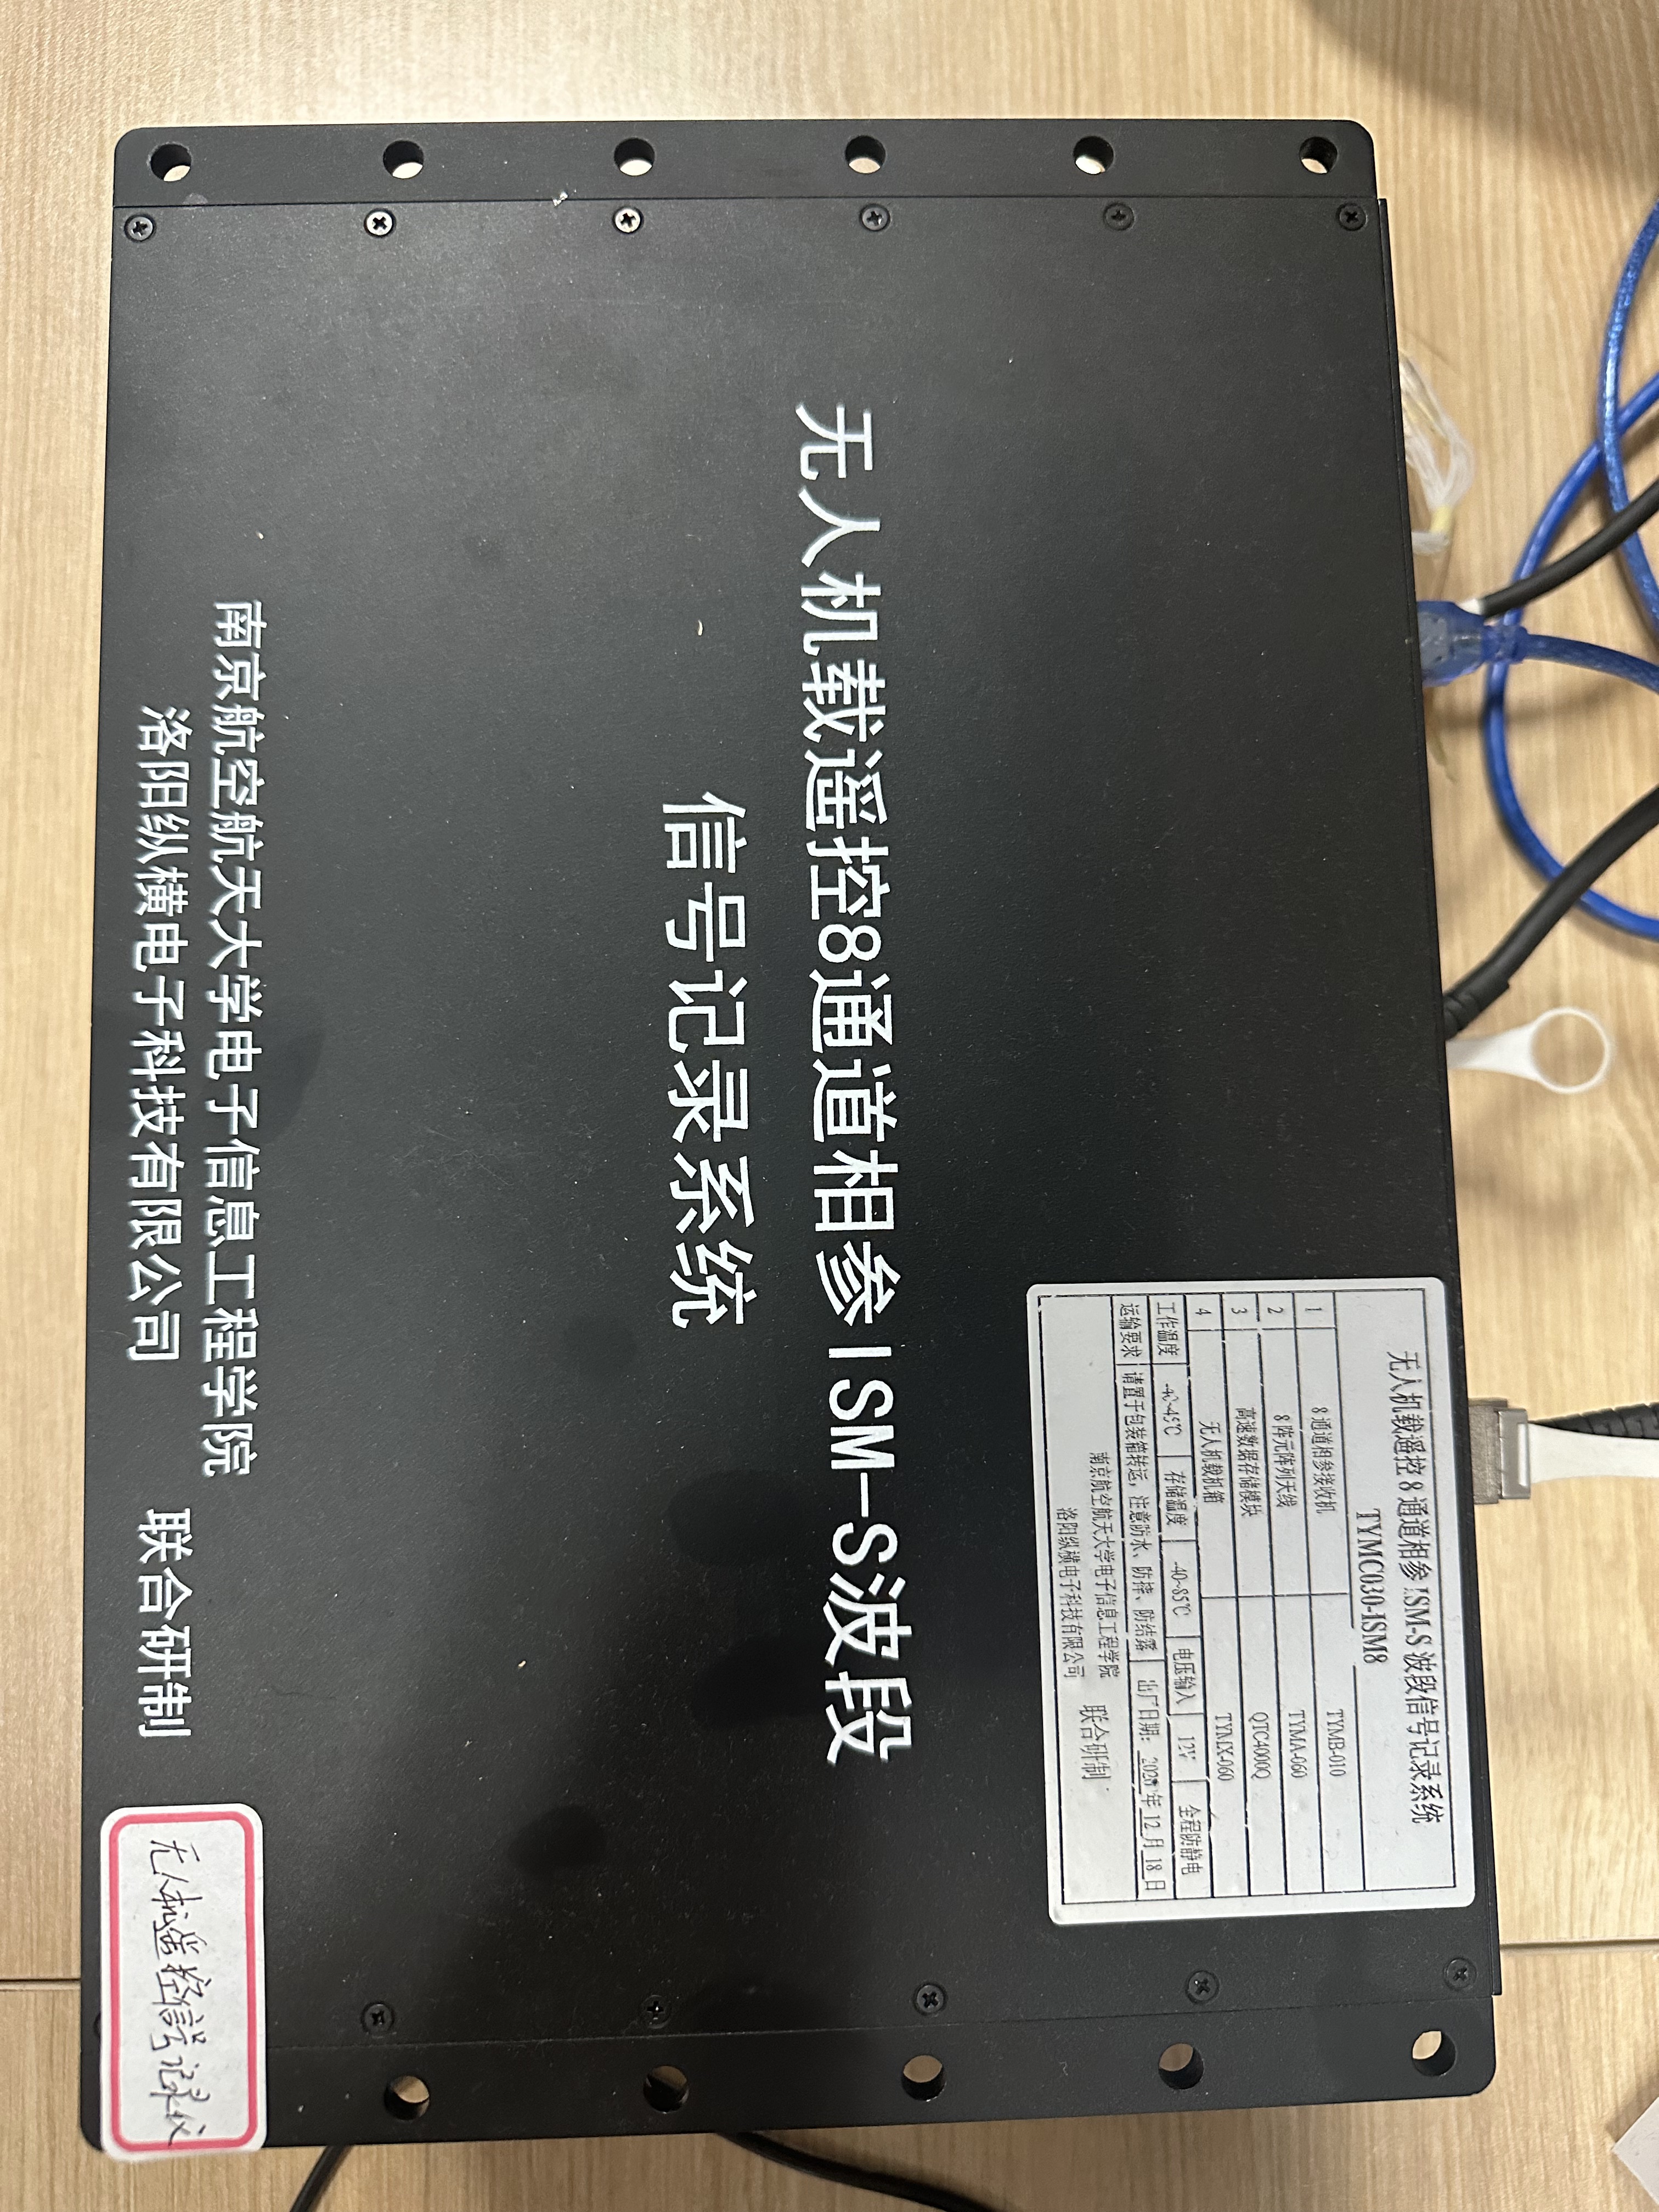 无人机载遥控8通道相参ISM-S波段信号记录系统
TYMC030-ISM8
1 8通道相参接收机 TYMB-010
2 8阵元阵列天线 TYMA-060
3 高速数据存储模块 QTC4000Q
4 无人机载机箱 TYMX-060
工作温度 -40~45℃ 存储温度 -40~85℃ 电压输入 12V 全程防静电
运输要求 请置于包装箱转运，注意防水、防摔、防结露 出厂日期： 年12月18日
南京航空航天大学电子信息工程学院
洛阳纵横电子科技有限公司
联合研制
无人机载遥控8通道相参ISM-S波段
信号记录系统
南京航空航天大学电子信息工程学院
洛阳纵横电子科技有限公司
联合研制
无人机遥控信号记录仪